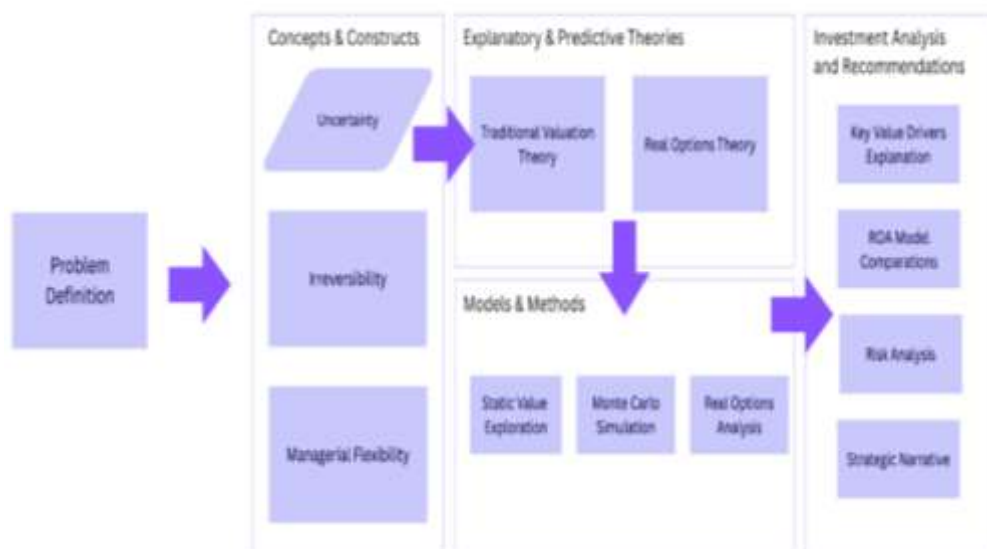 Concepts & Constructs
Explanatory & Predictive Theories
Investment Analysis
and Recommendations
Uncertainty
Traditional Valuation
Theory
Real Options Theory
Key Value Drivers
Explanation
Problem
Definition
Irreversibility
ROA Model
Comparations
Models & Methods
Risk Analysis
Static Value
Exploration
Monte Carlo
Simulation
Real Options
Analysis
Managerial Flexibility
Strategic Narrative